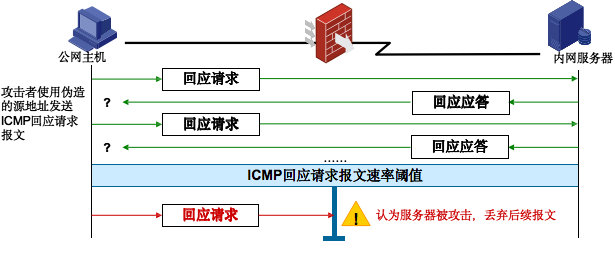 公网主机
内网服务器
攻击者使用伪造
的源地址发送
ICMP回应请求
报文
回应请求
?
回应应答
回应请求
?
回应应答
......
ICMP回应请求报文速率阈值
回应请求
!
认为服务器被攻击，丢弃后续报文